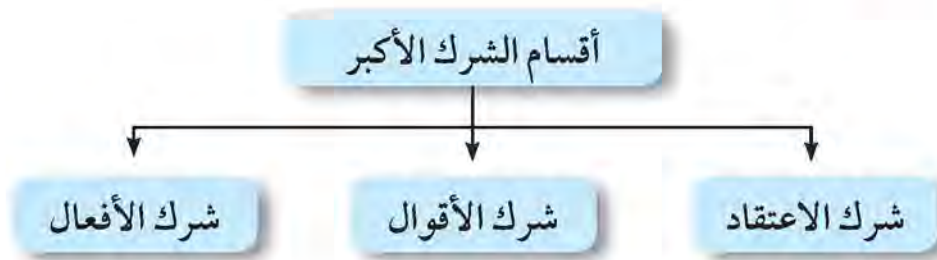 أقسام الشرك الأكبر
شرك الاعتقاد
شرك الأقوال
شرك الأفعال